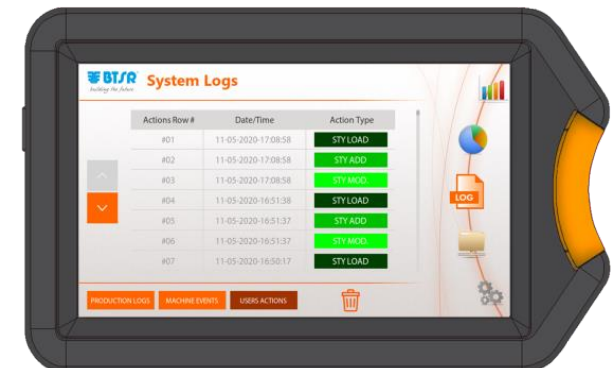 BTSR
building the future
System Logs
Actions Row # Date/Time Action Type
#01 11-05-2020-17:08:58 STY LOAD
#02 11-05-2020-17:08:58 STY ADD
#03 11-05-2020-17:08:58 STY MOD.
#04 11-05-2020-16:51:38 STY LOAD
#05 11-05-2020-16:51:37 STY ADD
#06 11-05-2020-16:51:37 STY MOD.
#07 11-05-2020-16:50:17 STY LOAD
LOG
PRODUCTION LOGS MACHINE EVENTS USERS ACTIONS